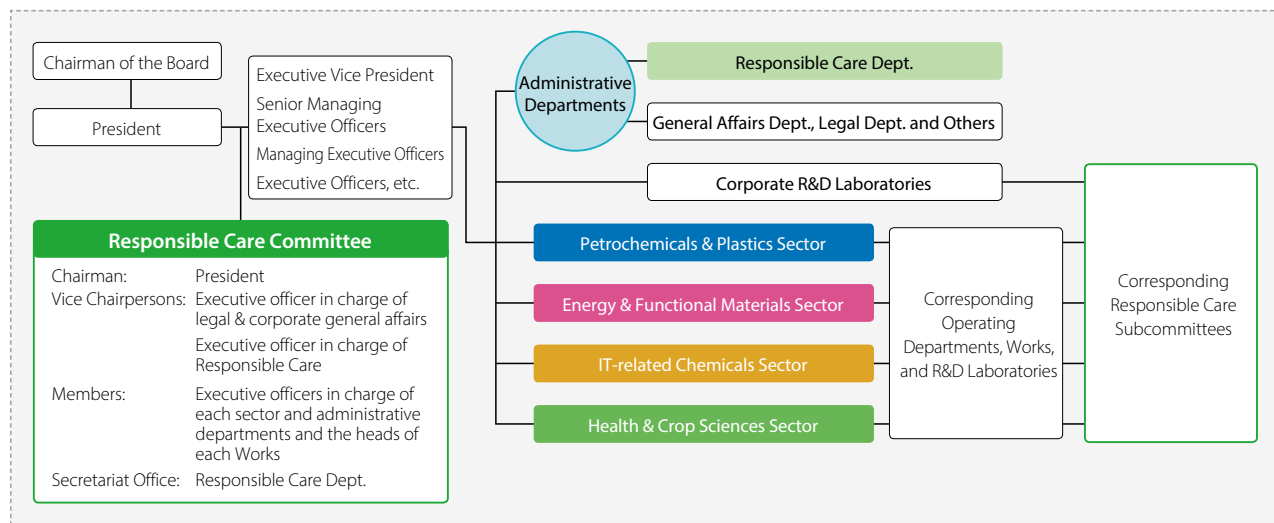 Chairman of the Board
President
Executive Vice President
Senior Managing
Executive Officers
Managing Executive Officers
Executive Officers, etc.
Responsible Care Committee
Chairman: President
Vice Chairpersons: Executive officer in charge of
legal & corporate general affairs
Executive officer in charge of
Responsible Care
Members: Executive officers in charge of
each sector and administrative
departments and the heads of
each Works
Secretariat Office: Responsible Care Dept.
Administrative
Departments
Responsible Care Dept.
General Affairs Dept., Legal Dept. and Others
Corporate R&D Laboratories
Petrochemicals & Plastics Sector
Energy & Functional Materials Sector
IT-related Chemicals Sector
Health & Crop Sciences Sector
Corresponding
Operating
Departments, Works,
and R&D Laboratories
Corresponding
Responsible Care
Subcommittees